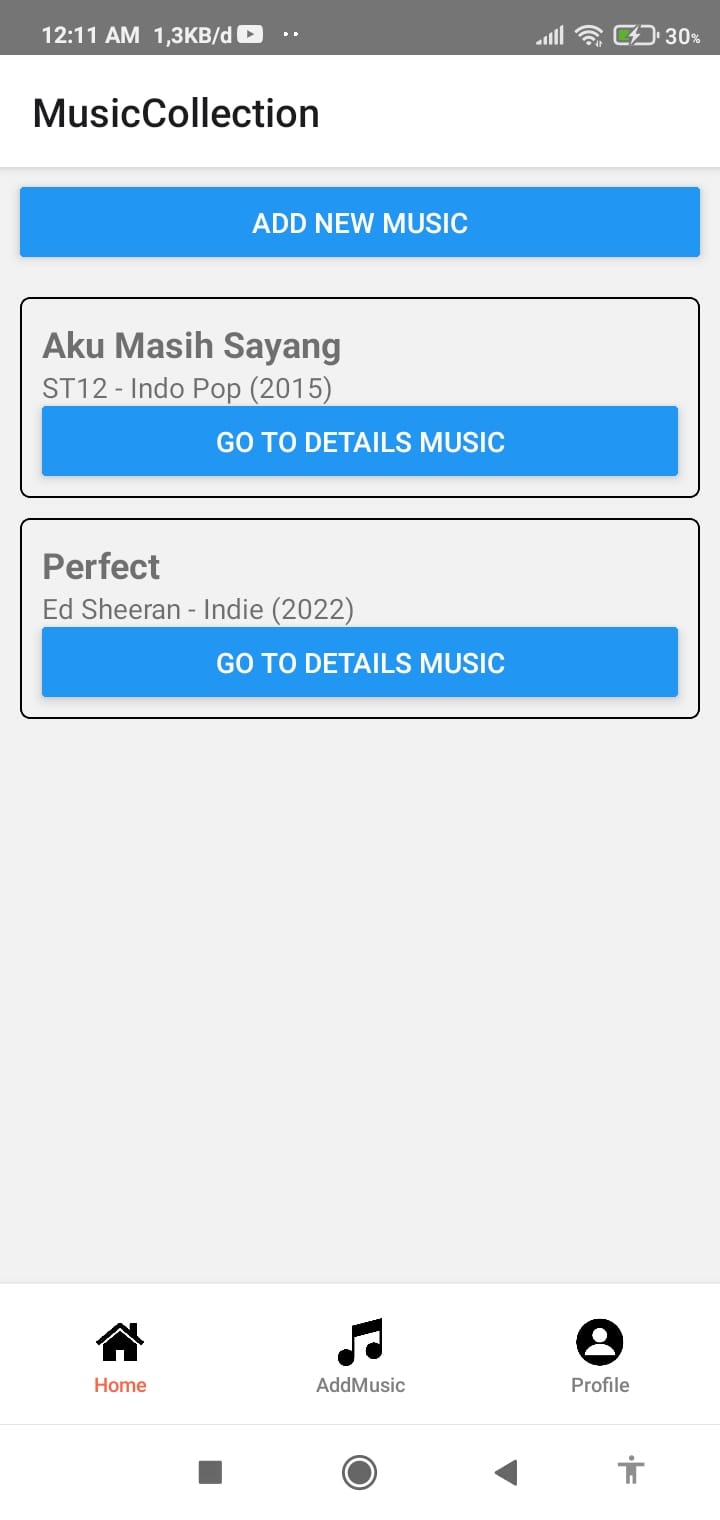 12:11 AM 1,3KB/d 30%
MusicCollection
ADD NEW MUSIC
Aku Masih Sayang
ST12 - Indo Pop (2015)
GO TO DETAILS MUSIC
Perfect
Ed Sheeran - Indie (2022)
GO TO DETAILS MUSIC
Home AddMusic Profile